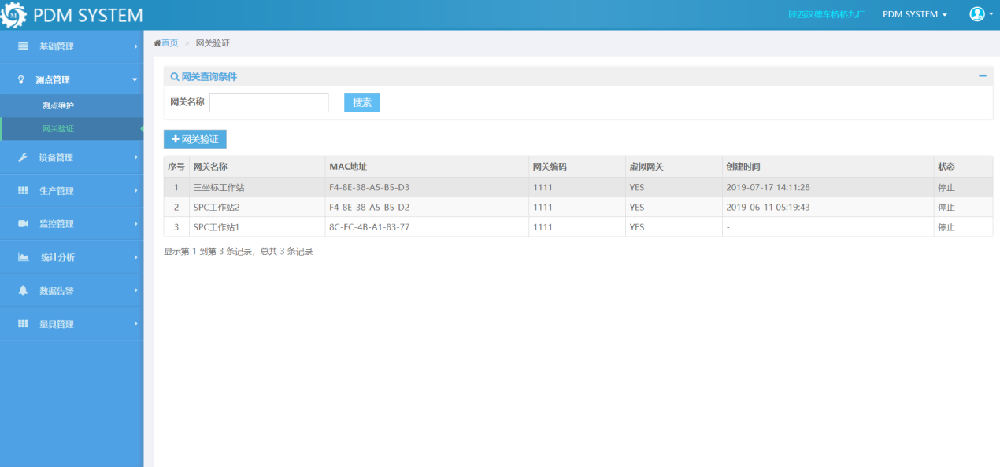 PDM SYSTEM
陕西汉德车桥桥九厂 PDM SYSTEM
基础管理
测点管理
测点维护
网关验证
设备管理
生产管理
监控管理
统计分析
数据告警
量具管理
首页 > 网关验证
网关查询条件
网关名称 搜索
网关验证
序号 网关名称 MAC地址 网关编码 虚拟网关 创建时间 状态
1 三坐标工作站 F4-8E-38-A5-B5-D3 1111 YES 2019-07-17 14:11:28 停止
2 SPC工作站2 F4-8E-38-A5-B5-D2 1111 YES 2019-06-11 05:19:43 停止
3 SPC工作站1 8C-EC-4B-A1-83-77 1111 YES - 停止
显示第 1 到第 3 条记录，总共 3 条记录